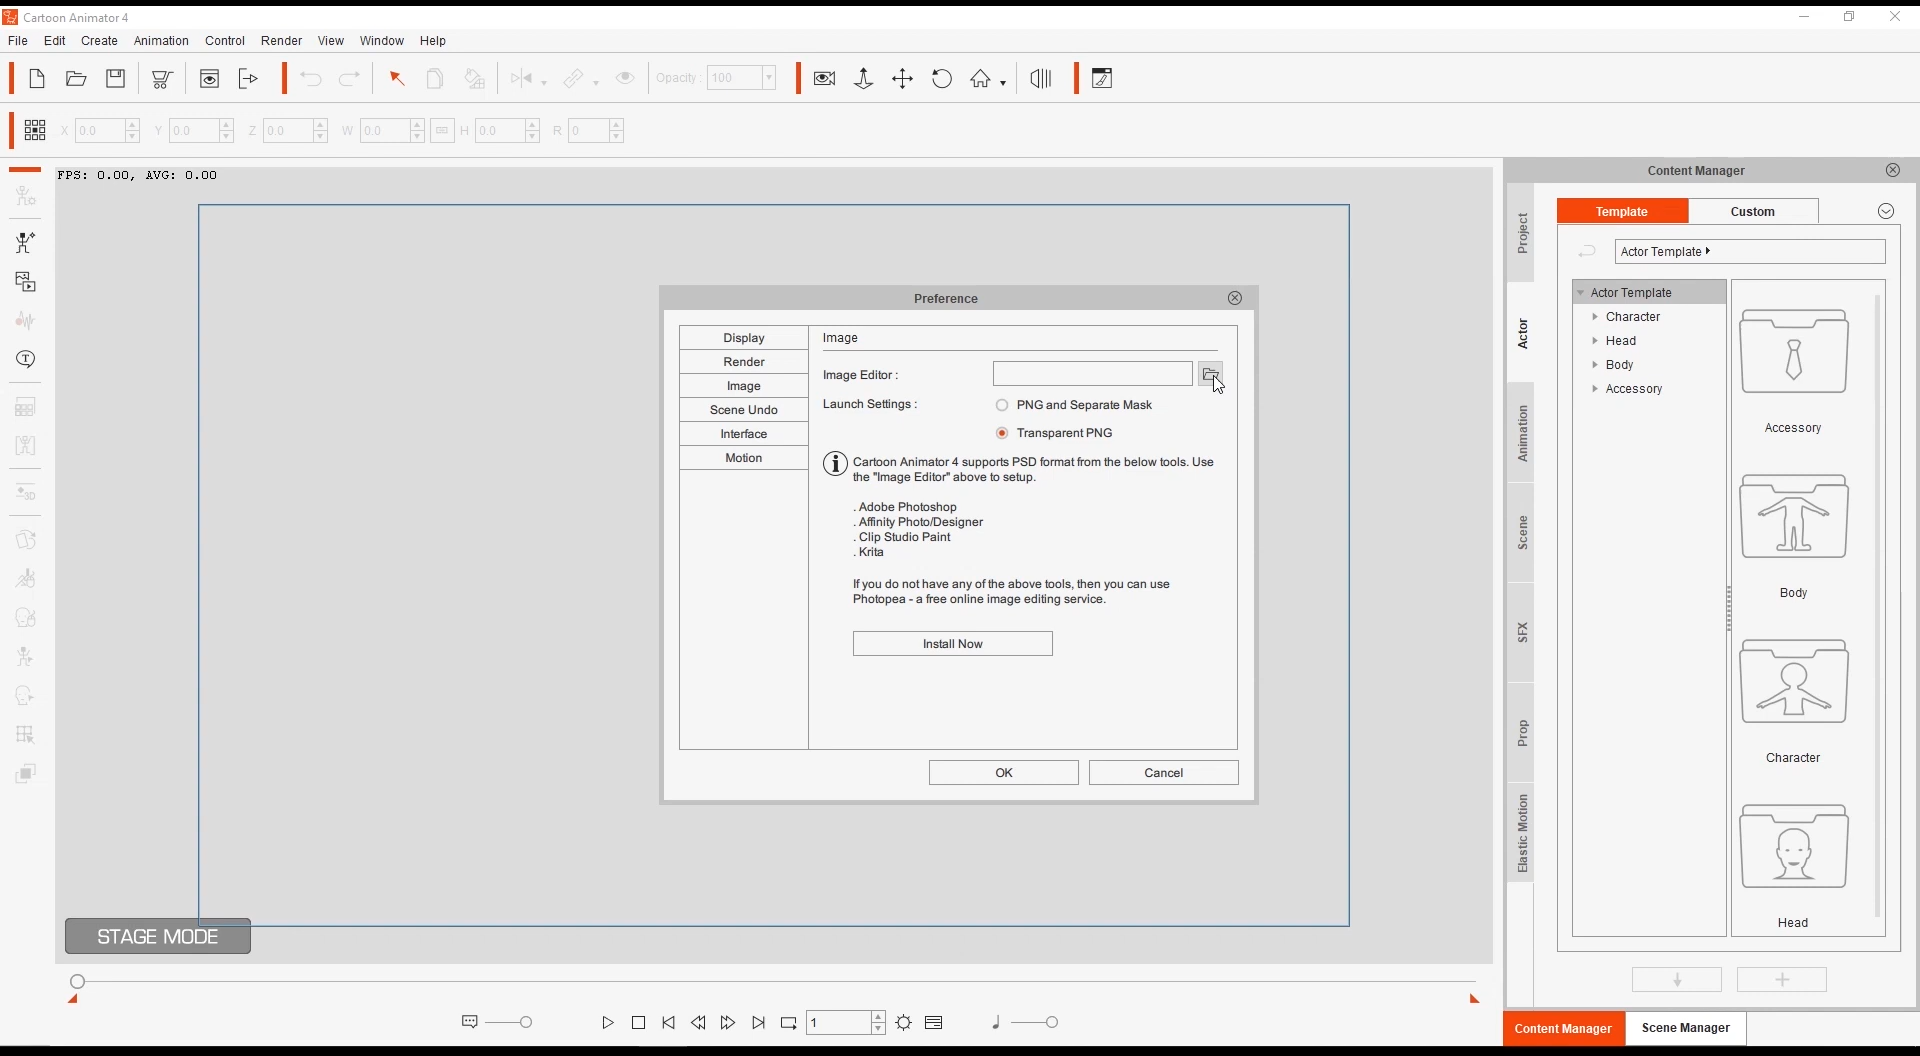 Cartoon Animator 4
File Edit Create Animation Control Render View Window Help
Opacity : 100
X 0.0 Y 0.0 Z 0.0 W 0.0 H 0.0 R 0
FPS: 0.00, AVG: 0.00
Content Manager
Template Custom
Actor Template
Actor Template
Character
Head
Body
Accessory
Accessory
Body
Character
Head
Project
Actor
Animation
Scene
SFX
Prop
Elastic Motion
Preference
Display
Render
Image
Scene Undo
Interface
Motion
Image
Image Editor :
Launch Settings :
PNG and Separate Mask
Transparent PNG
Cartoon Animator 4 supports PSD format from the below tools. Use
the "Image Editor" above to setup.
. Adobe Photoshop
. Affinity Photo/Designer
. Clip Studio Paint
. Krita
If you do not have any of the above tools, then you can use
Photopea - a free online image editing service.
Install Now
OK Cancel
STAGE MODE
1
Content Manager Scene Manager
3D